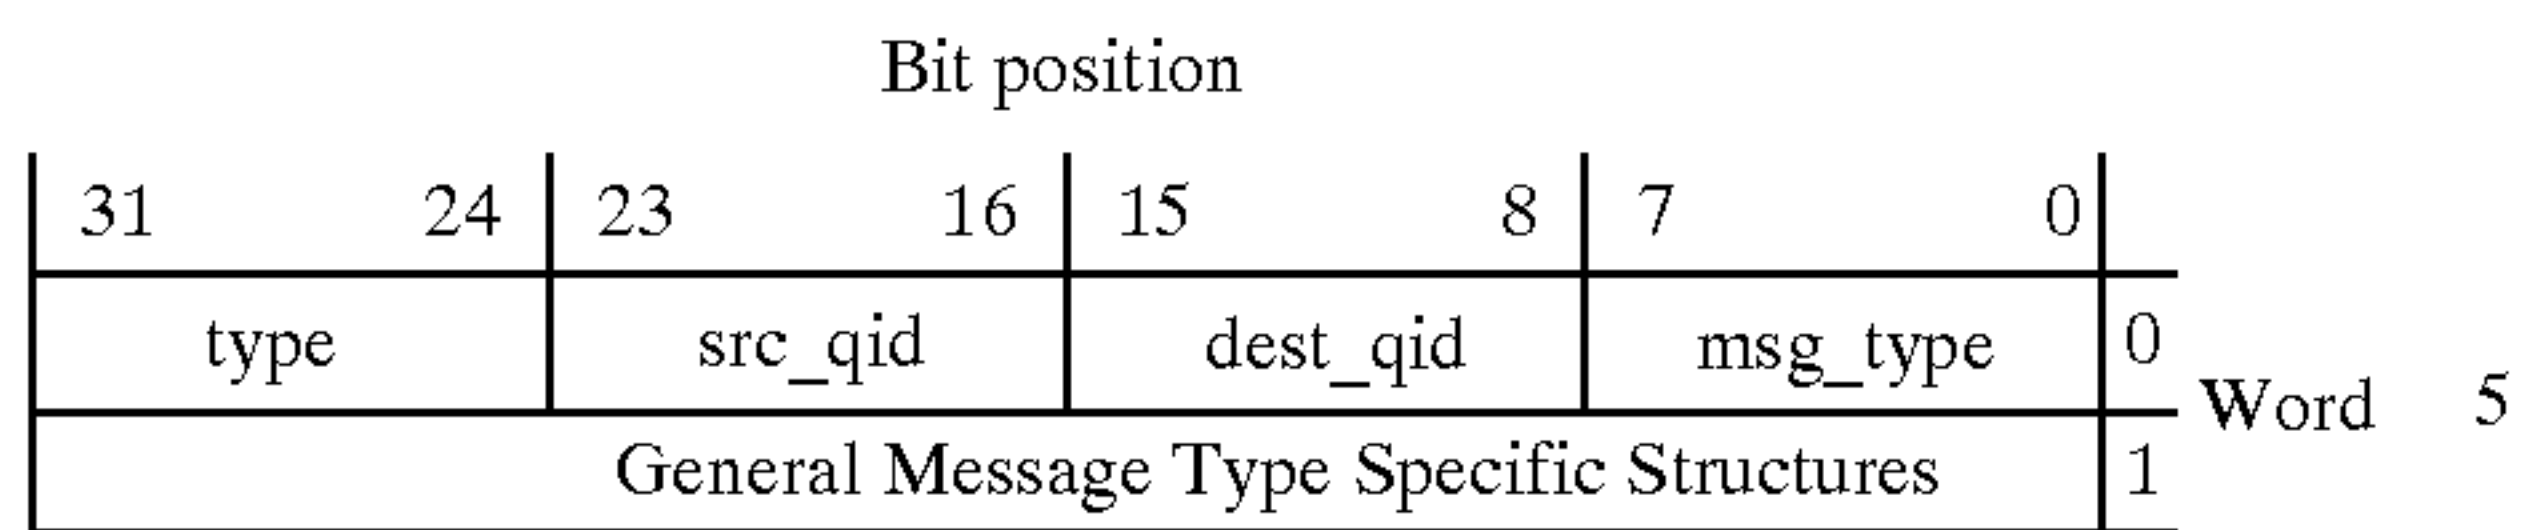 Bit position
31 24 23 16 15 8 7 0
type src_qid dest_qid msg_type 0
Word 5
General Message Type Specific Structures 1